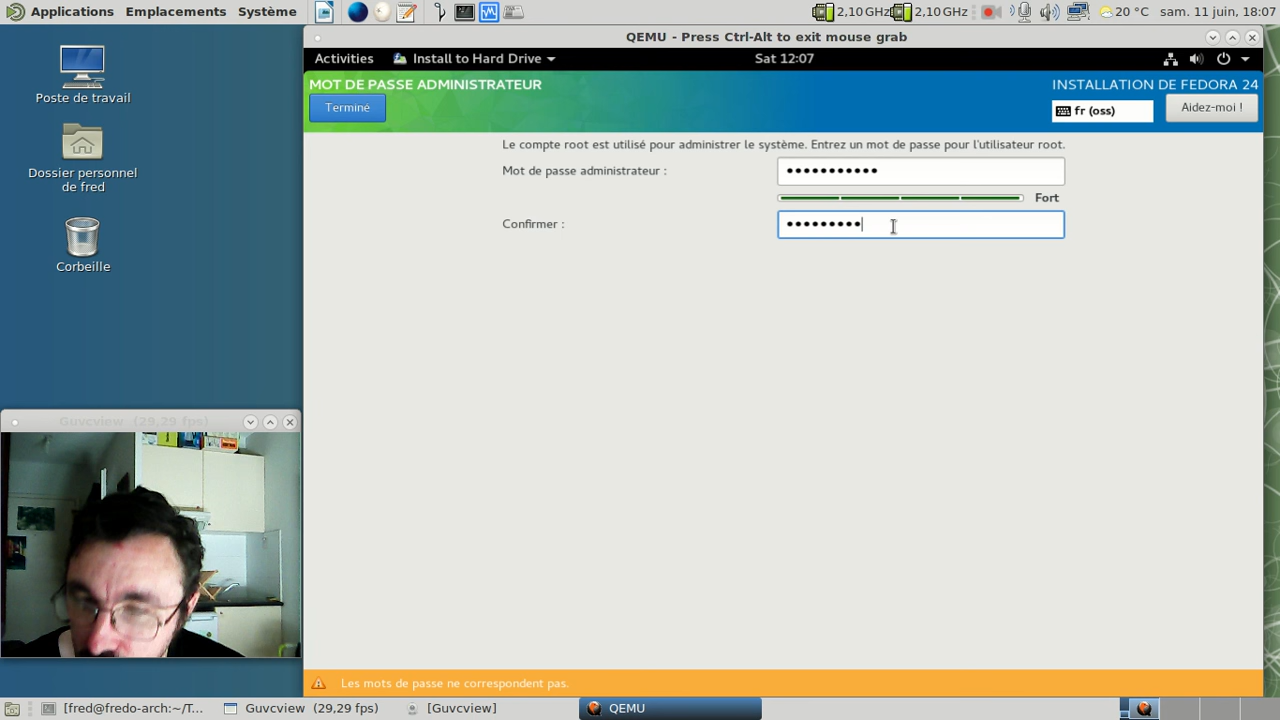 Applications Emplacements Système 2,10 GHz 2,10 GHz 20 °C sam. 11 juin, 18:07
Poste de travail
Dossier personnel
de fred
Corbeille
QEMU - Press Ctrl-Alt to exit mouse grab
Activities Install to Hard Drive Sat 12:07
MOT DE PASSE ADMINISTRATEUR INSTALLATION DE FEDORA 24
Terminé fr (oss) Aidez-moi !
Le compte root est utilisé pour administrer le système. Entrez un mot de passe pour l'utilisateur root.
Mot de passe administrateur : •••••••••••
Fort
Confirmer : •••••••••
Guvcview (29,29 fps)
Les mots de passe ne correspondent pas.
[fred@fredo-arch:~/T... Guvcview (29,29 fps) [Guvcview] QEMU